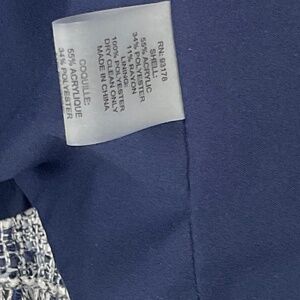 RN: 93178
SHELL:
55% ACRYLIC
34% POLYESTER
11% RAYON
LINING:
100% POLYESTER
DRY CLEAN ONLY
MADE IN CHINA
COQUILLE:
55% ACRYLIQUE
34% POLYESTER